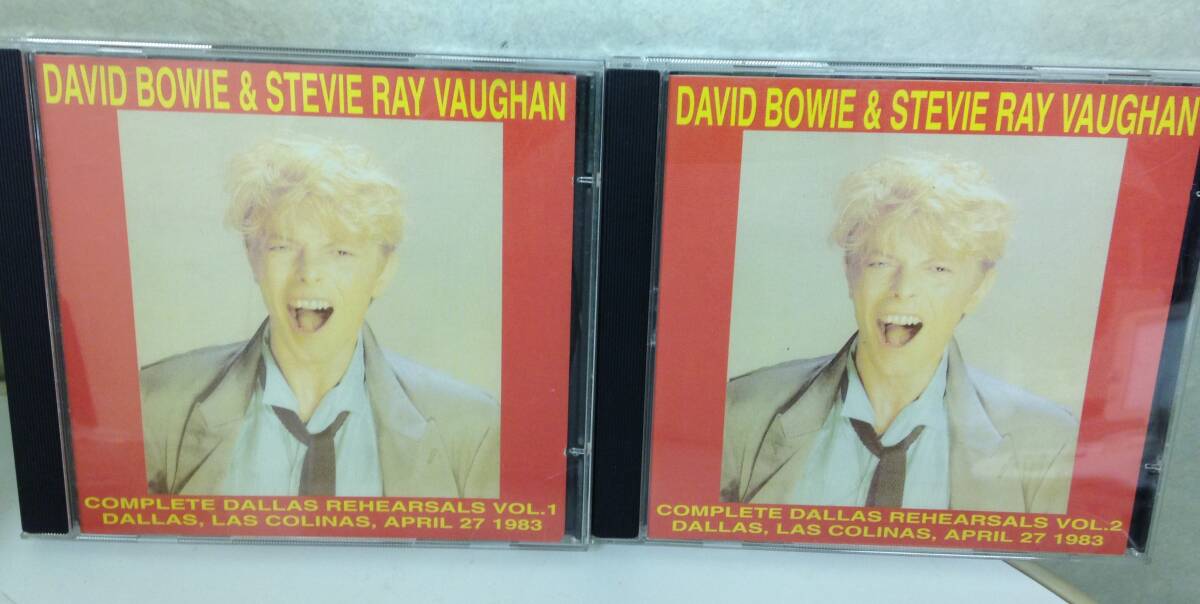 DAVID BOWIE & STEVIE RAY VAUGHAN
COMPLETE DALLAS REHEARSALS VOL.1
DALLAS, LAS COLINAS, APRIL 27 1983
DAVID BOWIE & STEVIE RAY VAUGHAN
COMPLETE DALLAS REHEARSALS VOL.2
DALLAS, LAS COLINAS, APRIL 27 1983